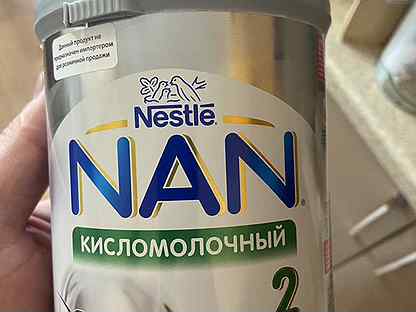 Данный продукт не
предназначен импортером
для розничной продажи
Nestlé
NAN
КИСЛОМОЛОЧНЫЙ
2